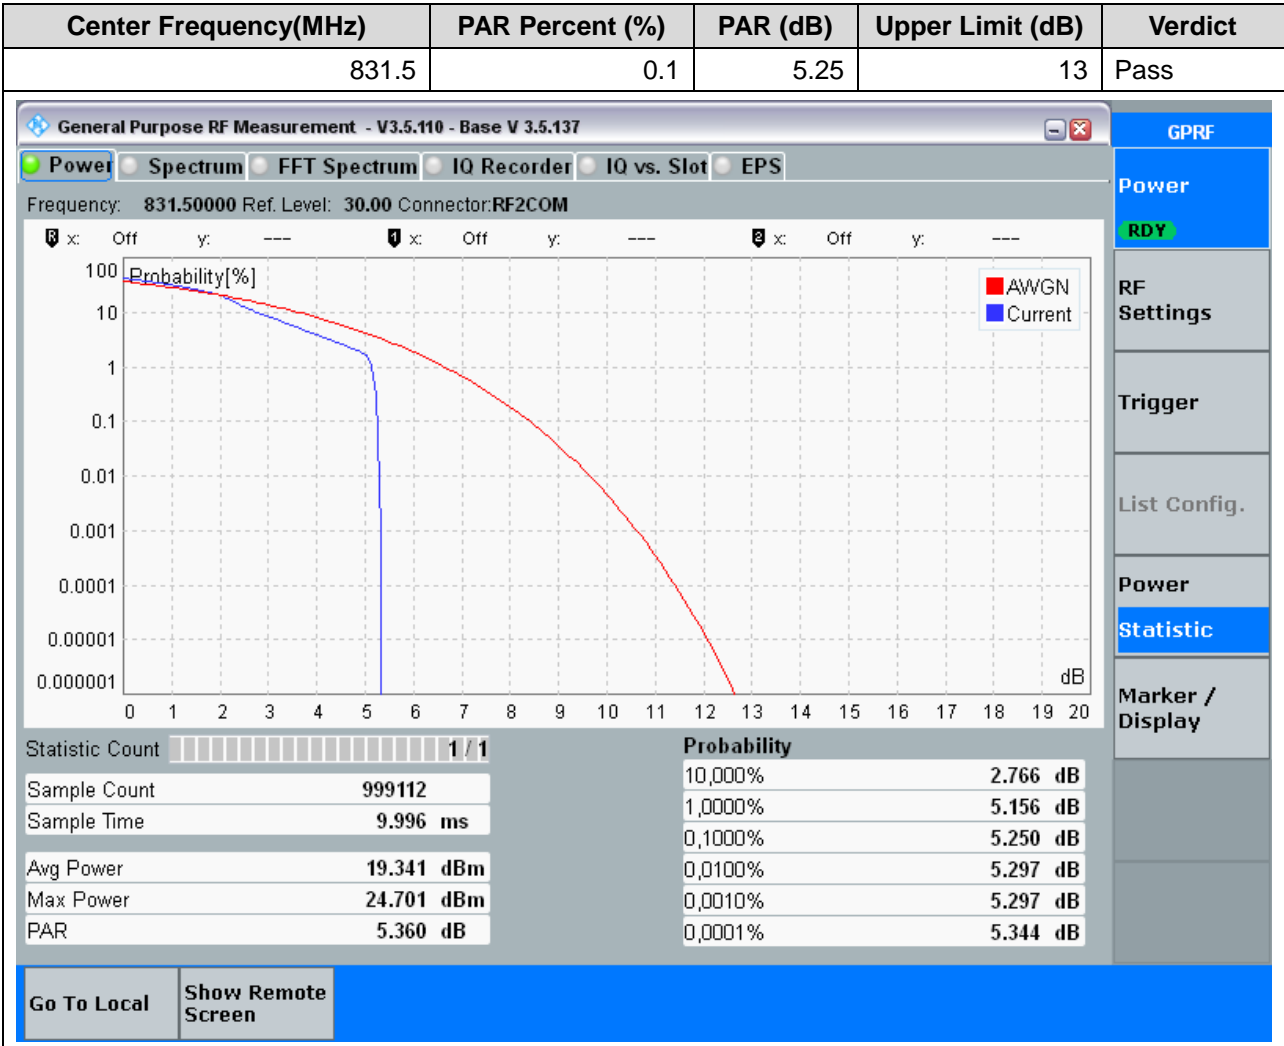 Center Frequency(MHz) PAR Percent (%) PAR (dB) Upper Limit (dB) Verdict
831.5 0.1 5.25 13 Pass
General Purpose RF Measurement - V3.5.110 - Base V 3.5.137
GPRF
Power Spectrum FFT Spectrum IQ Recorder IQ vs. Slot EPS
Frequency: 831.50000 Ref. Level: 30.00 Connector:RF2COM
R x: Off y: --- 1 x: Off y: --- 2 x: Off y: ---
Power
RDY
RF
Settings
Trigger
List Config.
Power
Statistic
Marker /
Display
Probability[%]
AWGN
Current
100
10
1
0.1
0.01
0.001
0.0001
0.00001
0.000001
dB
0 1 2 3 4 5 6 7 8 9 10 11 12 13 14 15 16 17 18 19 20
Statistic Count 1 / 1
Sample Count 999112
Sample Time 9.996 ms
Avg Power 19.341 dBm
Max Power 24.701 dBm
PAR 5.360 dB
Probability
10,000% 2.766 dB
1,0000% 5.156 dB
0,1000% 5.250 dB
0,0100% 5.297 dB
0,0010% 5.297 dB
0,0001% 5.344 dB
Go To Local
Show Remote
Screen